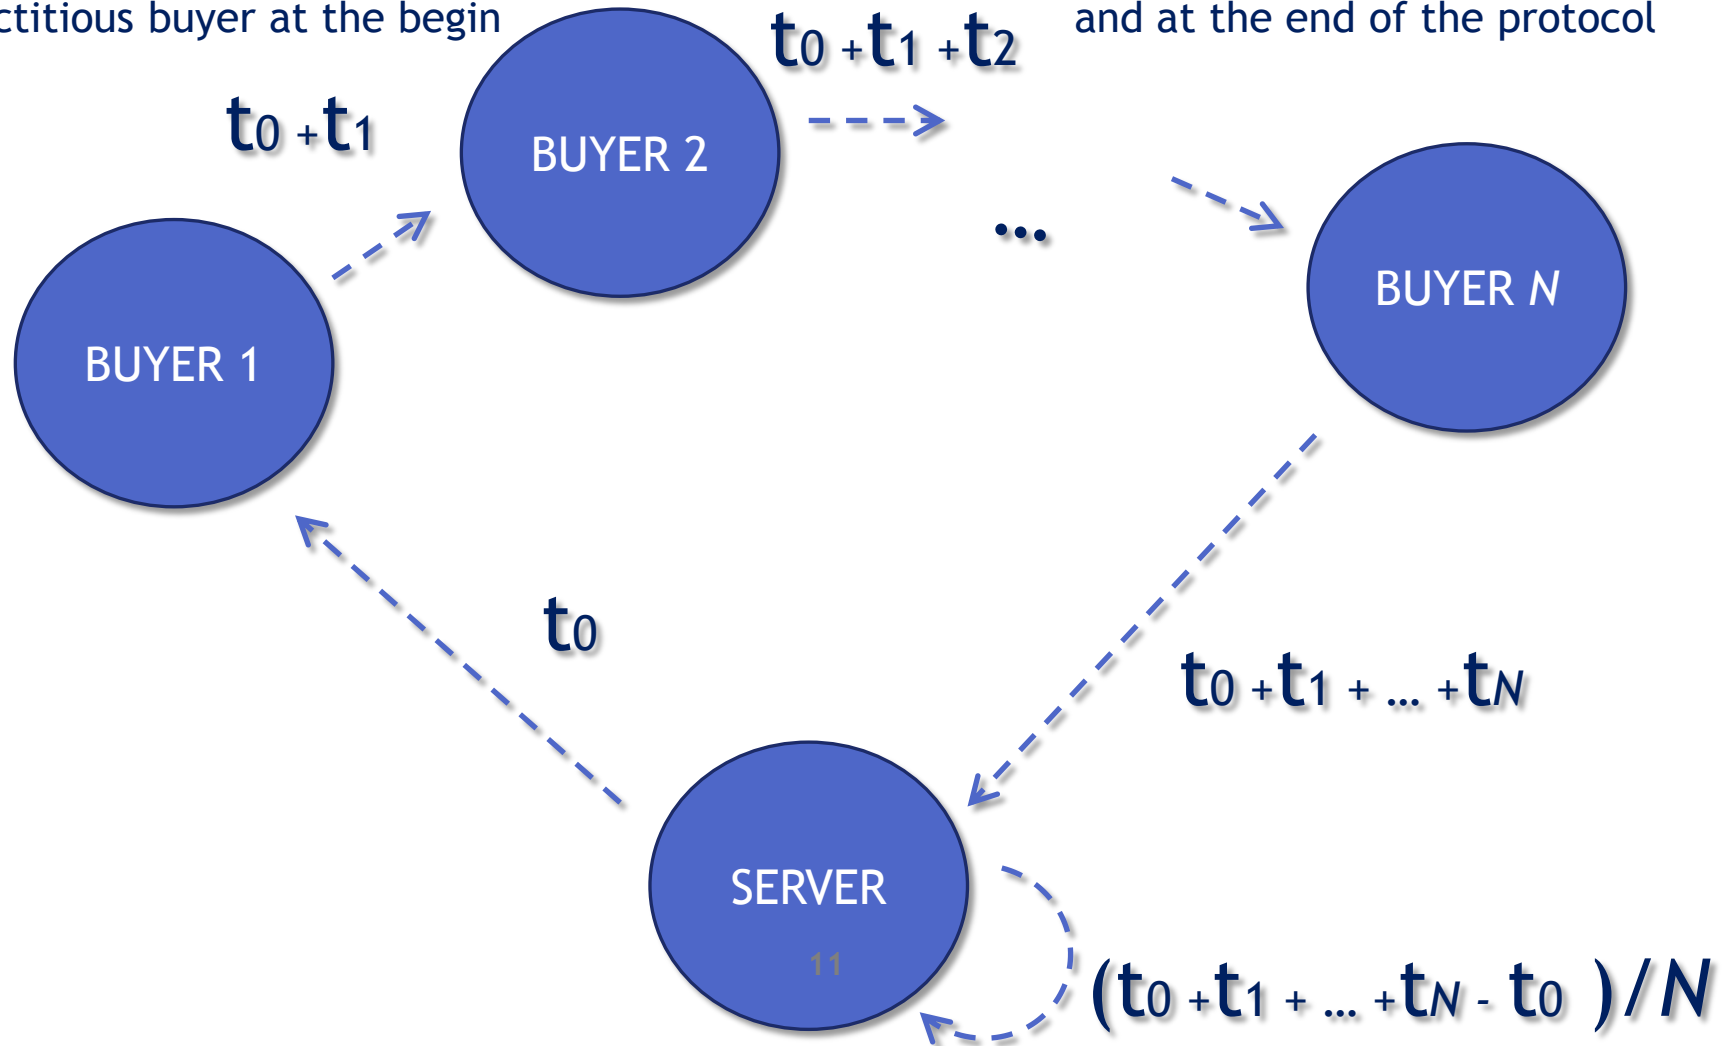 ctitious buyer at the begin and at the end of the protocol
t0 +t1 +t2
t0 +t1
BUYER 2
BUYER N
...
BUYER 1
t0
t0 +t1 + ... +tN
SERVER
11
(t0 +t1 + ... +tN - t0 )/N